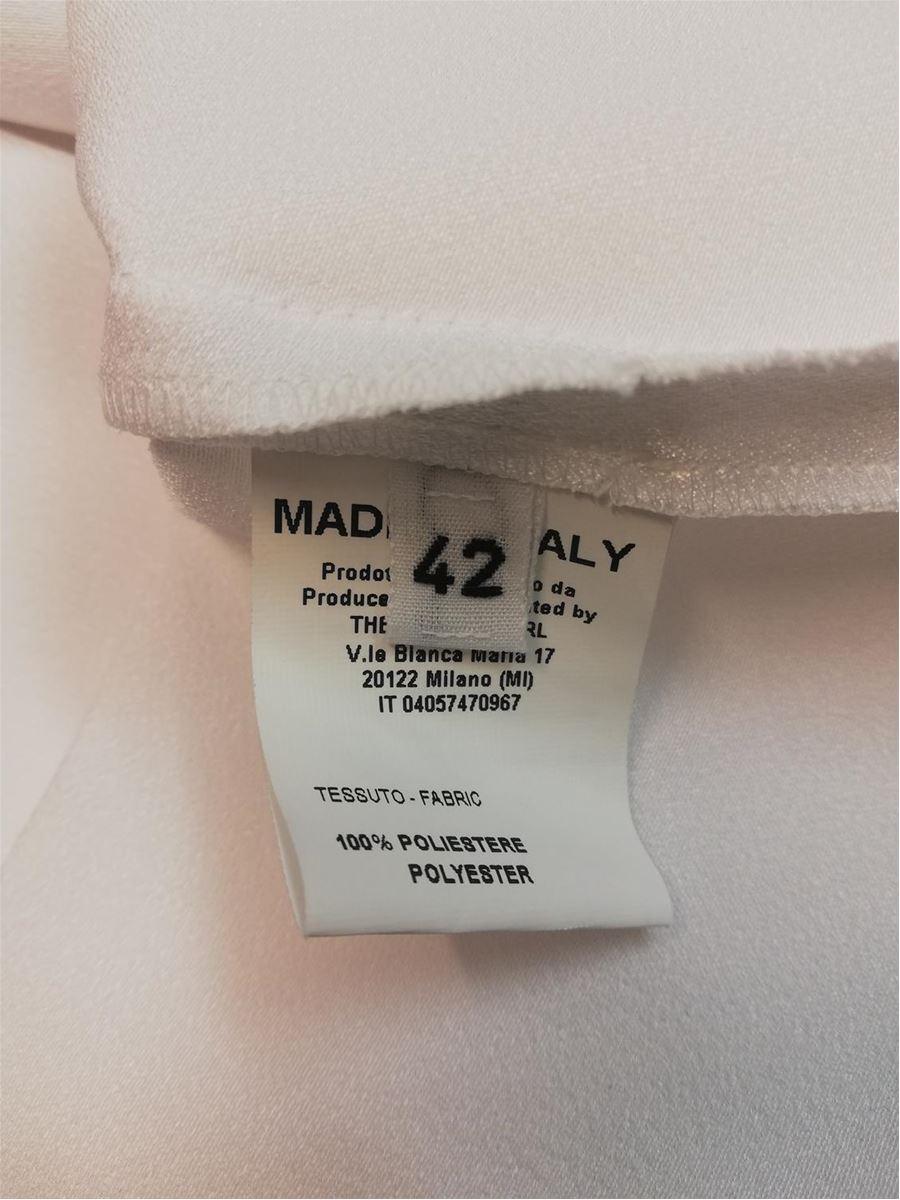 MAD ALY
42
Prodot o da
Produce ted by
THE RL
V.le Bianca Maria 17
20122 Milano (MI)
IT 04057470967
TESSUTO - FABRIC
100% POLIESTERE
POLYESTER